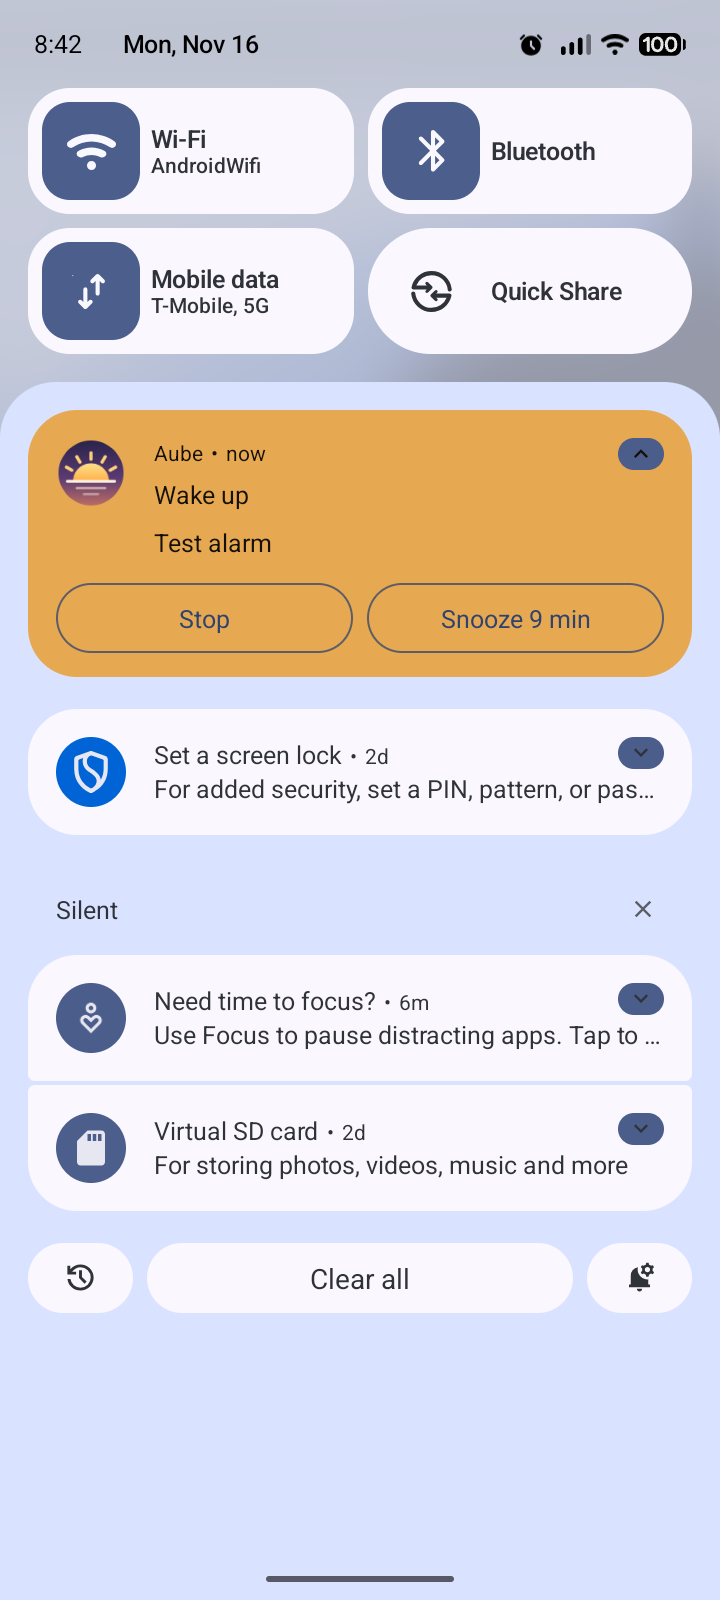 8:42 Mon, Nov 16 100
Wi-Fi
AndroidWifi
Bluetooth
Mobile data
T-Mobile, 5G
Quick Share
Aube • now
Wake up
Test alarm
Stop
Snooze 9 min
Set a screen lock • 2d
For added security, set a PIN, pattern, or pas…
Silent
Need time to focus? • 6m
Use Focus to pause distracting apps. Tap to …
Virtual SD card • 2d
For storing photos, videos, music and more
Clear all